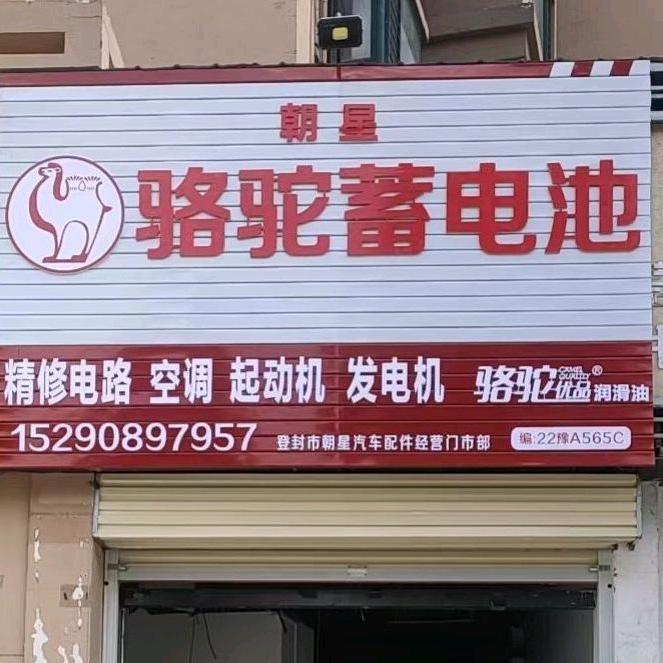 朝星
骆驼蓄电池
精修电路 空调 起动机 发电机 骆驼优品 CAMEL QUALITY ® 润滑油
15290897957 登封市朝星汽车配件经营门市部 编:22豫A565C